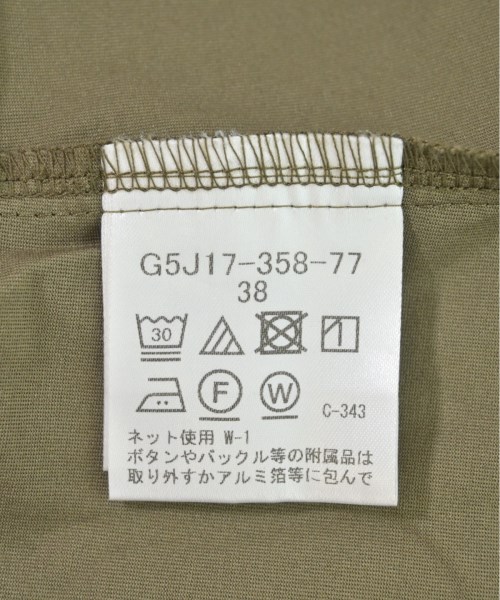 G5J17-358-77
38
30
F W C-343
ネット使用 W-1
ボタンやバックル等の附属品は
取り外すかアルミ箔等に包んで